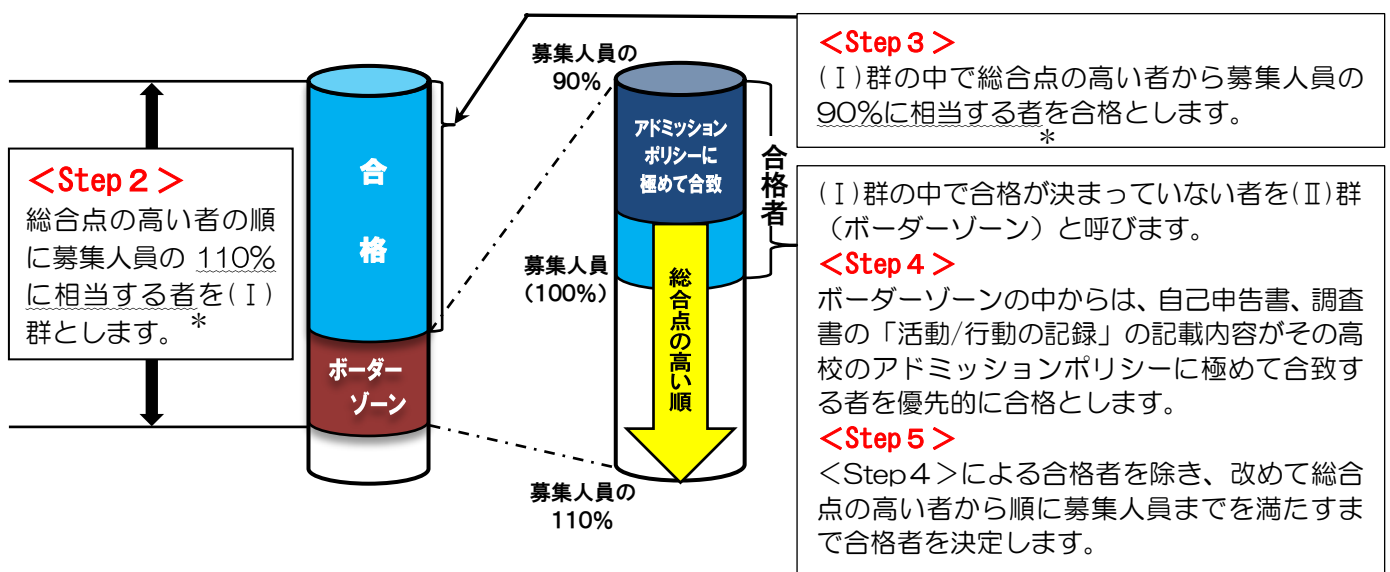 <Step2>
総合点の高い者の順
に募集人員の 110%
に相当する者を(Ⅰ)
群とします。*
合
格
ボーダー
ゾーン
募集人員の
90%
募集人員
(100%)
募集人員の
110%
アドミッション
ポリシーに
極めて合致
総合点の高い順
合格者
<Step3>
(Ⅰ)群の中で総合点の高い者から募集人員の
90%に相当する者を合格とします。
*
(Ⅰ)群の中で合格が決まっていない者を(Ⅱ)群
(ボーダーゾーン)と呼びます。
<Step4>
ボーダーゾーンの中からは、自己申告書、調査
書の「活動/行動の記録」の記載内容がその高
校のアドミッションポリシーに極めて合致す
る者を優先的に合格とします。
<Step5>
<Step4>による合格者を除き、改めて総合
点の高い者から順に募集人員までを満たすま
で合格者を決定します。